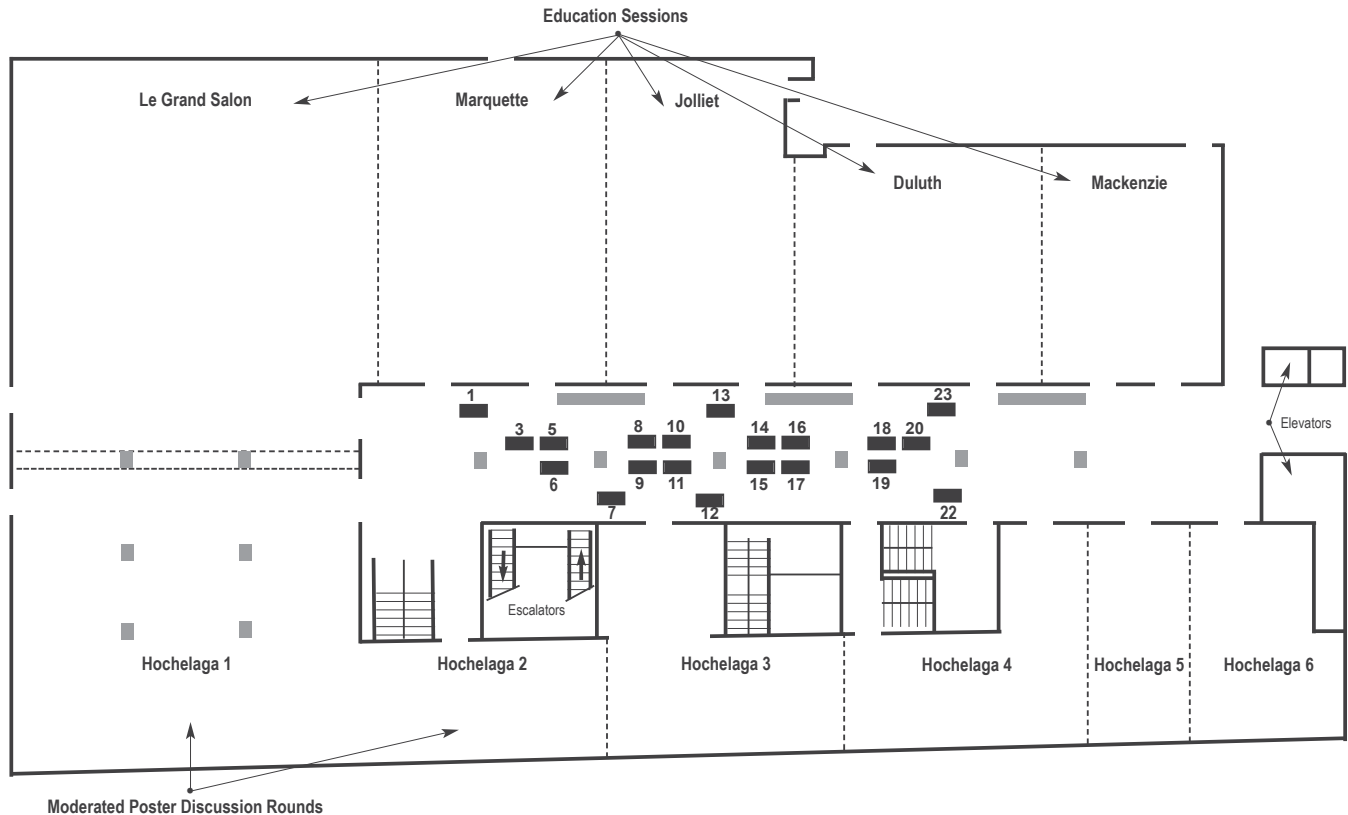 Education Sessions
Le Grand Salon
Marquette
Jolliet
Duluth
Mackenzie
1
13
23
3
5
8
10
14
16
18
20
Elevators
6
9
11
15
17
19
7
12
22
Escalators
Hochelaga 1
Hochelaga 2
Hochelaga 3
Hochelaga 4
Hochelaga 5
Hochelaga 6
Moderated Poster Discussion Rounds